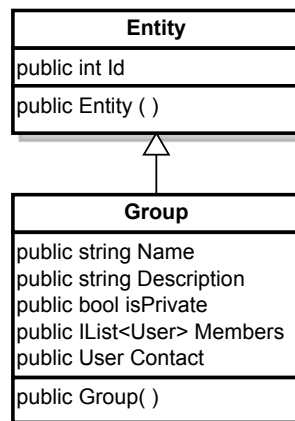 Entity
public int Id
public Entity ( )
Group
public string Name
public string Description
public bool isPrivate
public IList<User> Members
public User Contact
public Group( )